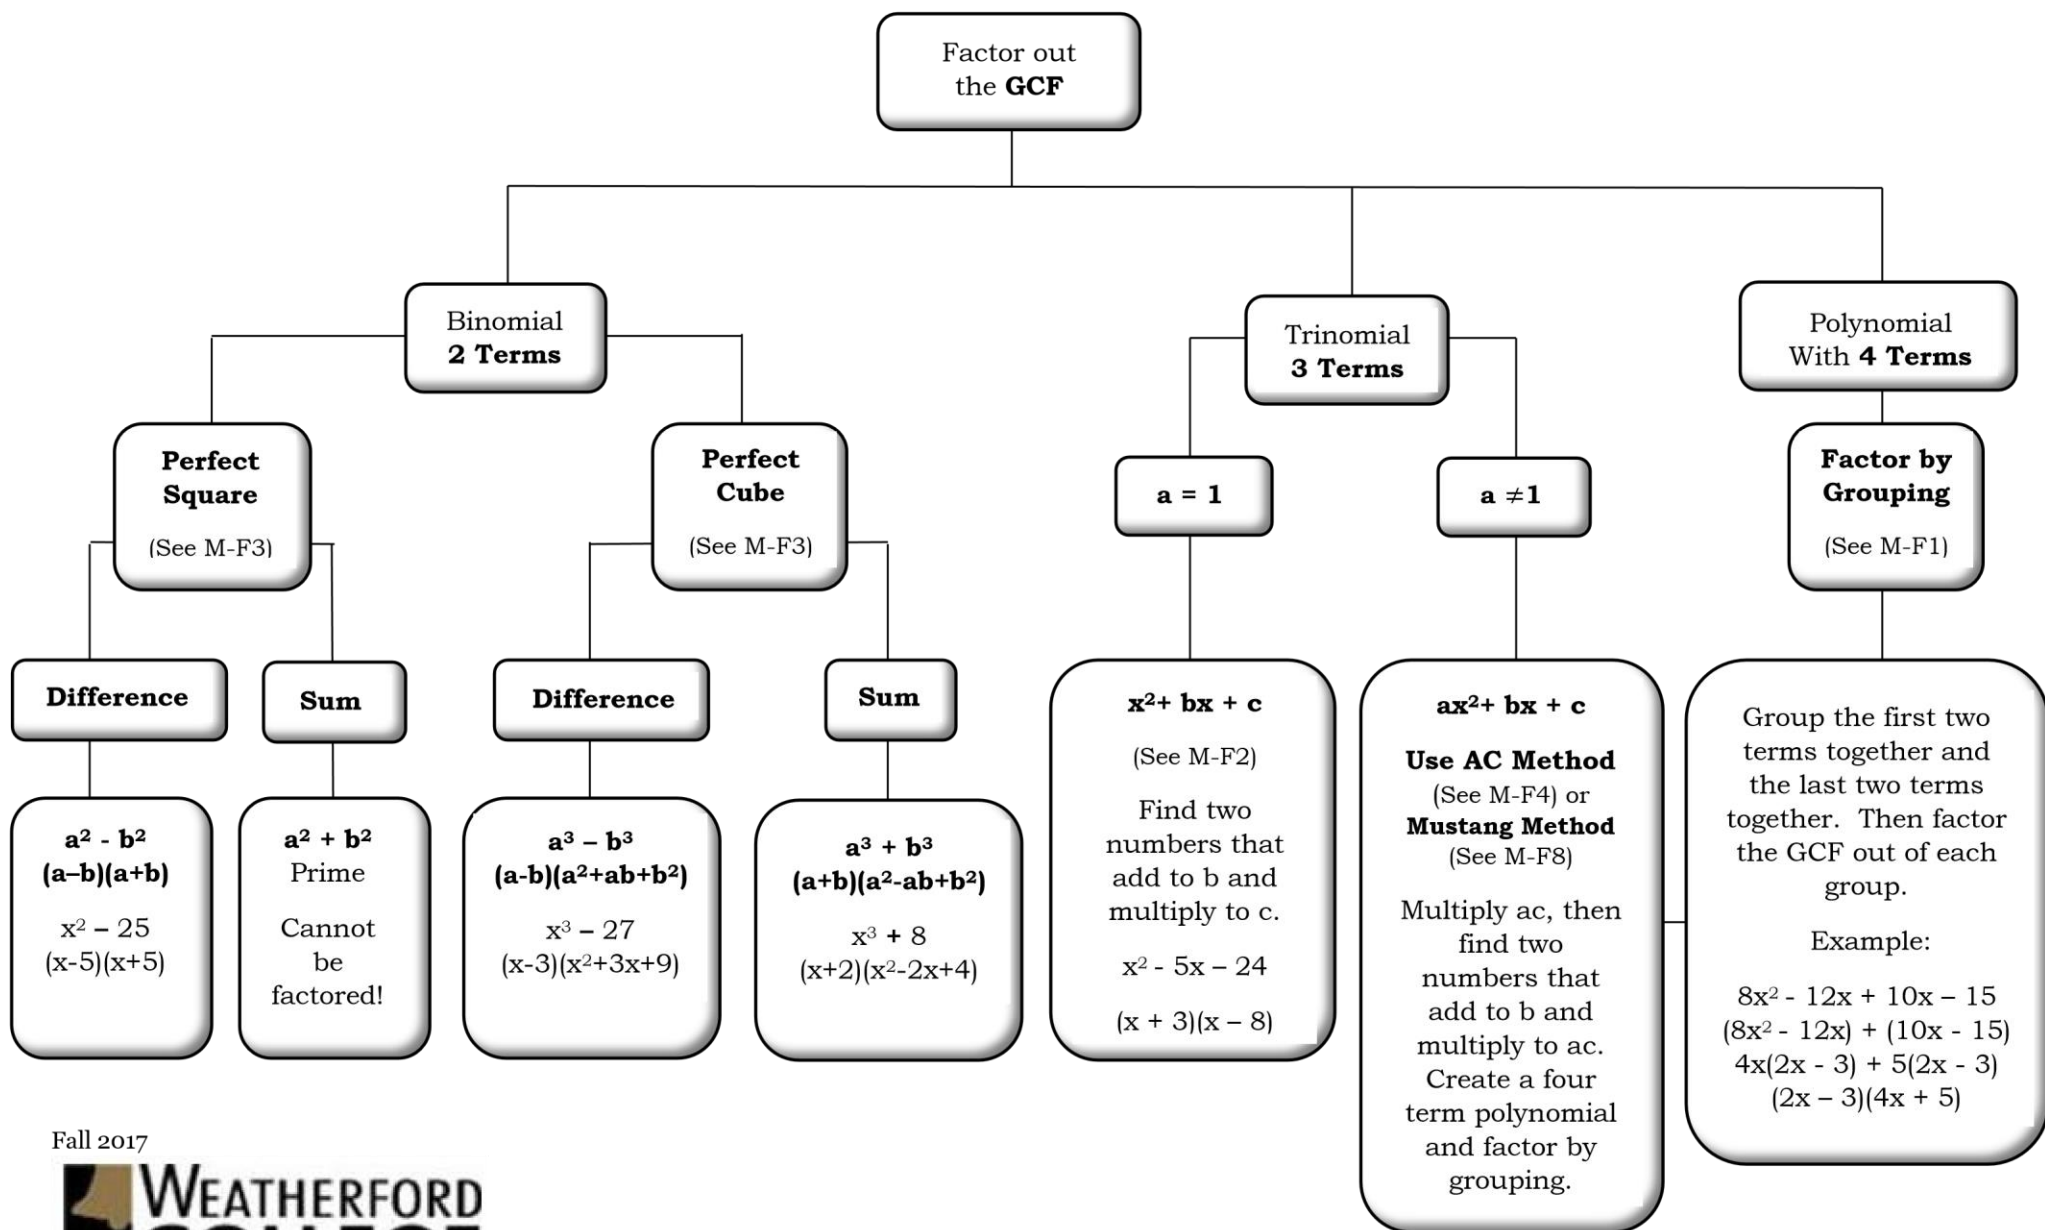 Factor out
the GCF
Binomial
2 Terms
Trinomial
3 Terms
Polynomial
With 4 Terms
Perfect
Square
(See M-F3)
Perfect
Cube
(See M-F3)
a = 1
a ≠1
Factor by
Grouping
(See M-F1)
Difference
Sum
Difference
Sum
a² - b²
(a–b)(a+b)
x² – 25
(x-5)(x+5)
a² + b²
Prime
Cannot
be
factored!
a³ – b³
(a-b)(a²+ab+b²)
x³ – 27
(x-3)(x²+3x+9)
a³ + b³
(a+b)(a²-ab+b²)
x³ + 8
(x+2)(x²-2x+4)
x²+ bx + c
(See M-F2)
Find two
numbers that
add to b and
multiply to c.
x² - 5x – 24
(x + 3)(x – 8)
ax²+ bx + c
Use AC Method
(See M-F4) or
Mustang Method
(See M-F8)
Multiply ac, then
find two
numbers that
add to b and
multiply to ac.
Create a four
term polynomial
and factor by
grouping.
Group the first two
terms together and
the last two terms
together. Then factor
the GCF out of each
group.
Example:
8x² - 12x + 10x – 15
(8x² - 12x) + (10x - 15)
4x(2x - 3) + 5(2x - 3)
(2x – 3)(4x + 5)
Fall 2017
WEATHERFORD
COLLEGE